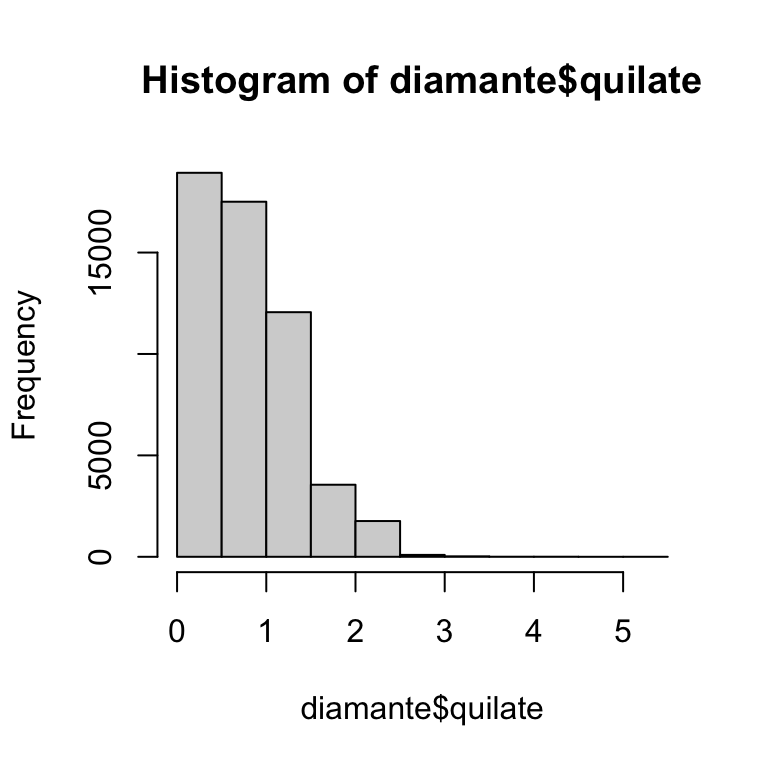 Histogram of diamante$quilate
Frequency
15000
5000
0
0 1 2 3 4 5
diamante$quilate